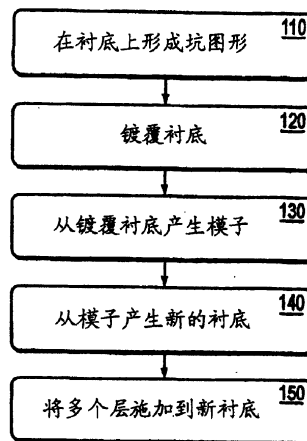 110
在衬底上形成坑图形
120
镀覆衬底
130
从镀覆衬底产生模子
140
从模子产生新的衬底
150
将多个层施加到新衬底